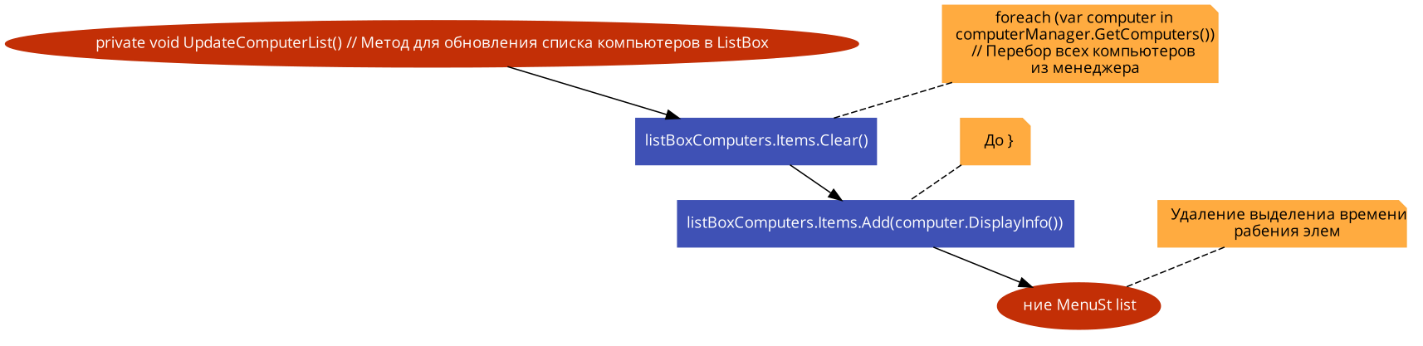 private void UpdateComputerList() // Метод для обновления списка компьютеров в ListBox
foreach (var computer in
computerManager.GetComputers())
// Перебор всех компьютеров
из менеджера
listBoxComputers.Items.Clear()
До }
listBoxComputers.Items.Add(computer.DisplayInfo())
Удаление выделениа времени
рабения элем
ние MenuSt list